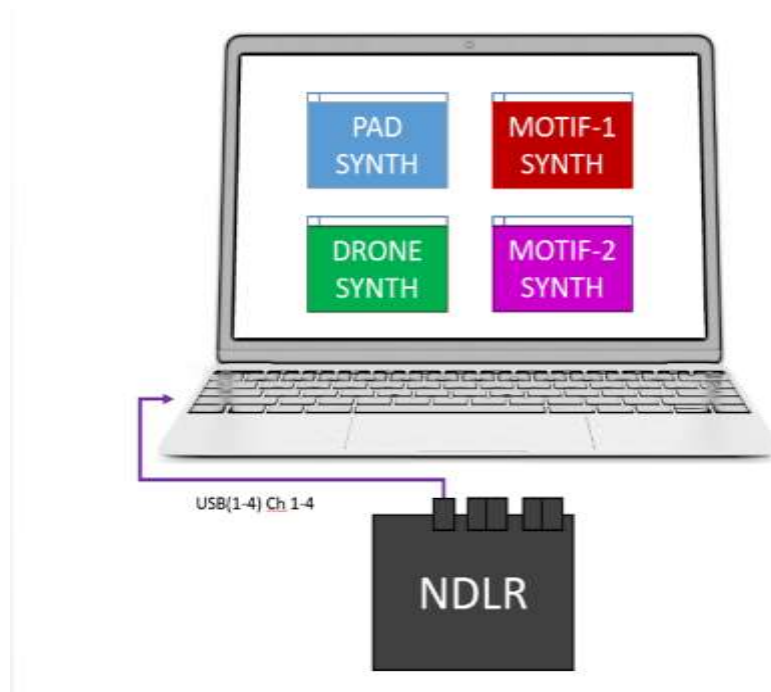 PAD
SYNTH
MOTIF-1
SYNTH
DRONE
SYNTH
MOTIF-2
SYNTH
USB(1-4) Ch 1-4
NDLR